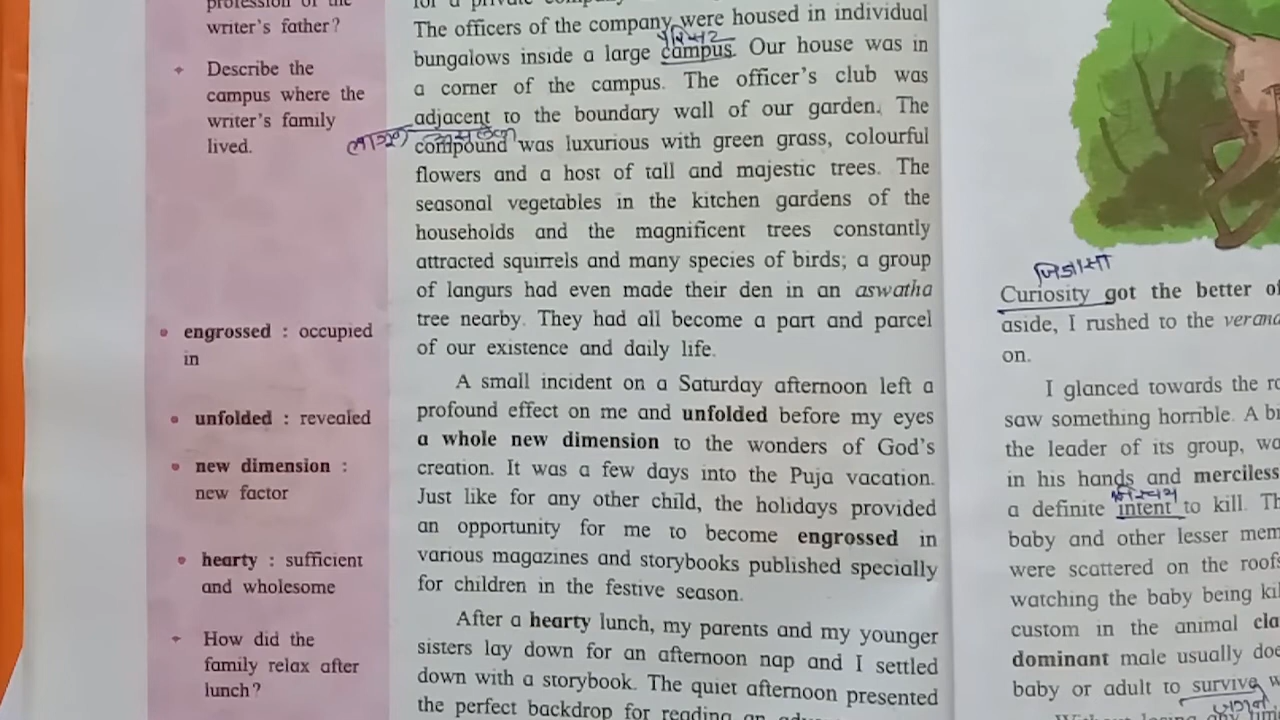 profession of the
writer's father?
Describe the
campus where the
writer's family
lived.
engrossed : occupied
in
unfolded : revealed
new dimension :
new factor
hearty : sufficient
and wholesome
How did the
family relax after
lunch?
for a private
The officers of the company were housed in individual
परिसर
bungalows inside a large campus. Our house was in
a corner of the campus. The officer's club was
adjacent to the boundary wall of our garden. The
compound was luxurious with green grass, colourful
flowers and a host of tall and majestic trees. The
seasonal vegetables in the kitchen gardens of the
households and the magnificent trees constantly
attracted squirrels and many species of birds; a group
of langurs had even made their den in an aswatha
tree nearby. They had all become a part and parcel
of our existence and daily life.
A small incident on a Saturday afternoon left a
profound effect on me and unfolded before my eyes
a whole new dimension to the wonders of God's
creation. It was a few days into the Puja vacation.
Just like for any other child, the holidays provided
an opportunity for me to become engrossed in
various magazines and storybooks published specially
for children in the festive season.
After a hearty lunch, my parents and my younger
sisters lay down for an afternoon nap and I settled
down with a storybook. The quiet afternoon presented
the perfect backdrop for reading an
जिज्ञासा
Curiosity got the better of
aside, I rushed to the
on.
I glanced towards the
saw something horrible. A
the leader of its group,
in his hands and
निश्चय
a definite intent to kill.
baby and other lesser
were scattered on the
watching the baby being
custom in the animal
dominant male usually
baby or adult to survive